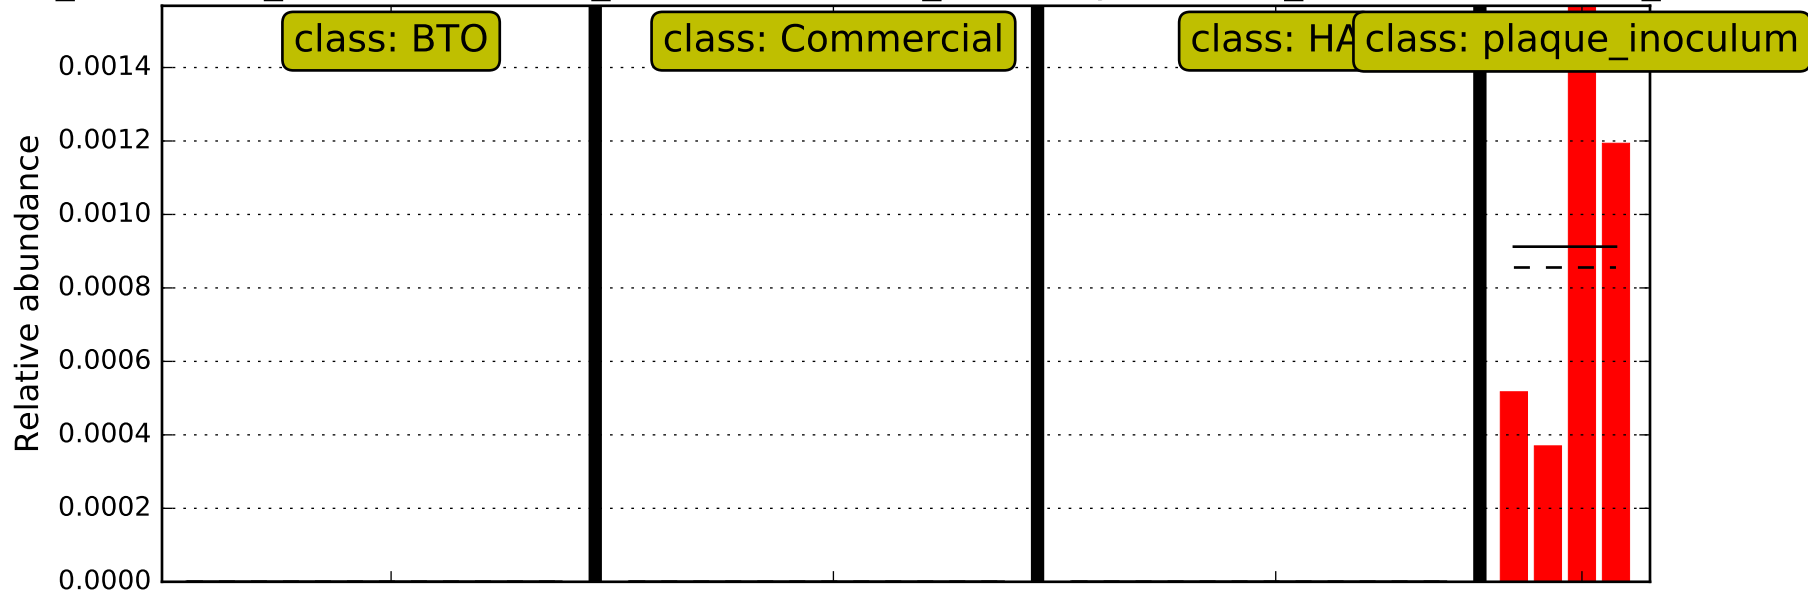 class: BTO
class: Commercial
class: HA
class: plaque_inoculum
0.0014
0.0012
0.0010
0.0008
0.0006
0.0004
0.0002
0.0000
Relative abundance